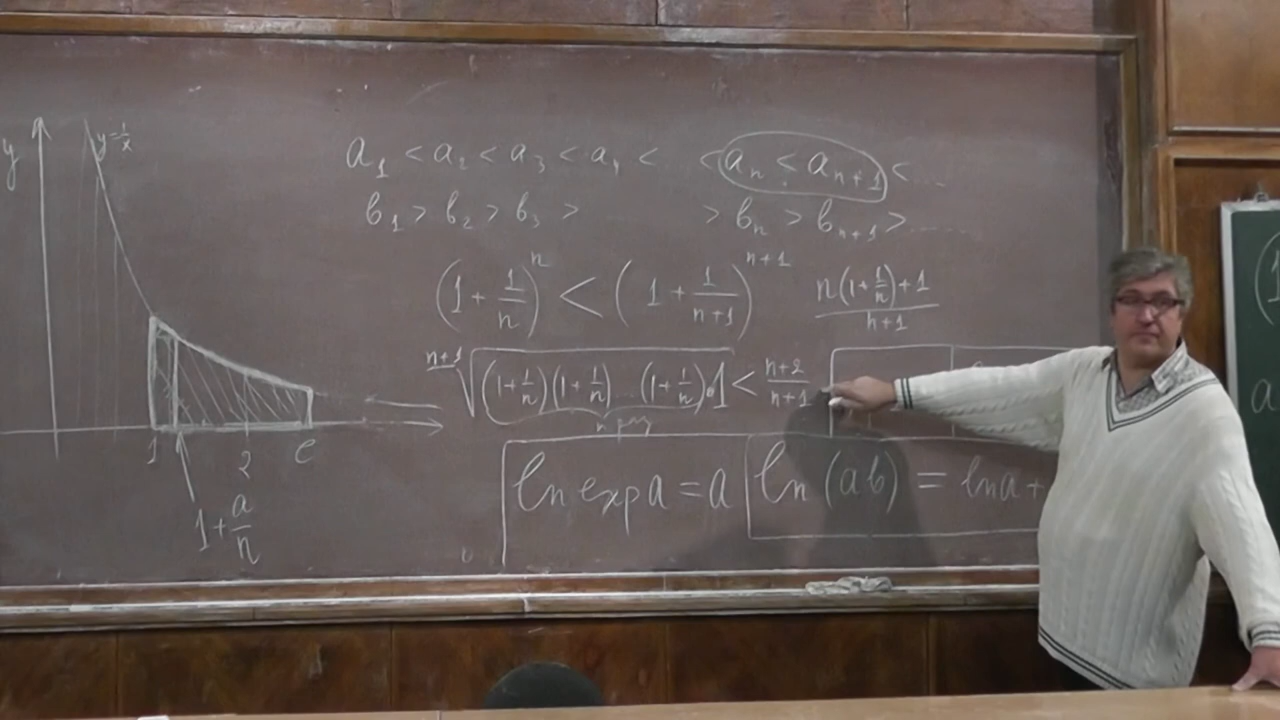 y
y=1/x
a₁ < a₂ < a₃ < a₄ < < aₙ < aₙ₊₁ < ....
b₁ > b₂ > b₃ > ..... > bₙ > bₙ₊₁ > ......
(1+1/n)ⁿ < (1+1/(n+1))ⁿ⁺¹
(n(1+1/n)+1)/(n+1)
ⁿ⁺¹√((1+1/n)(1+1/n)...(1+1/n)·1) < (n+2)/(n+1)
n раз
1 2 e
1+a/n
ln exp a = a
ln (ab) = ln a +
(1
a